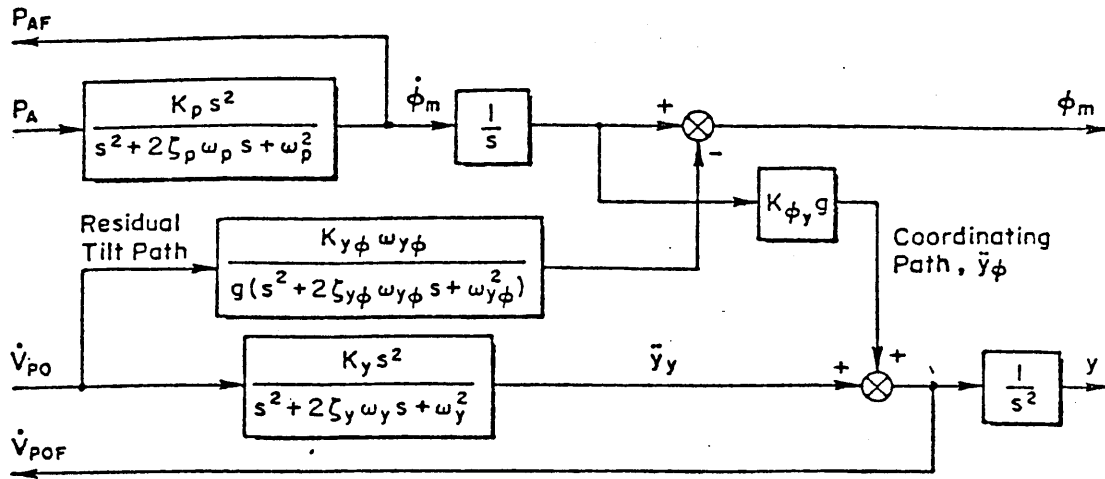 P_AF
P_A
K_p s²
s² + 2ζ_p ω_p s + ω_p²
φ̇_m
1
s
+
-
φ_m
K_φy g
Residual
Tilt Path
K_yφ ω_yφ
g(s² + 2ζ_yφ ω_yφ s + ω_yφ²)
Coordinating
Path, ÿ_φ
V̇_PO
K_y s²
s² + 2ζ_y ω_y s + ω_y²
ÿ_y
+
+
1
s²
y
V̇_POF